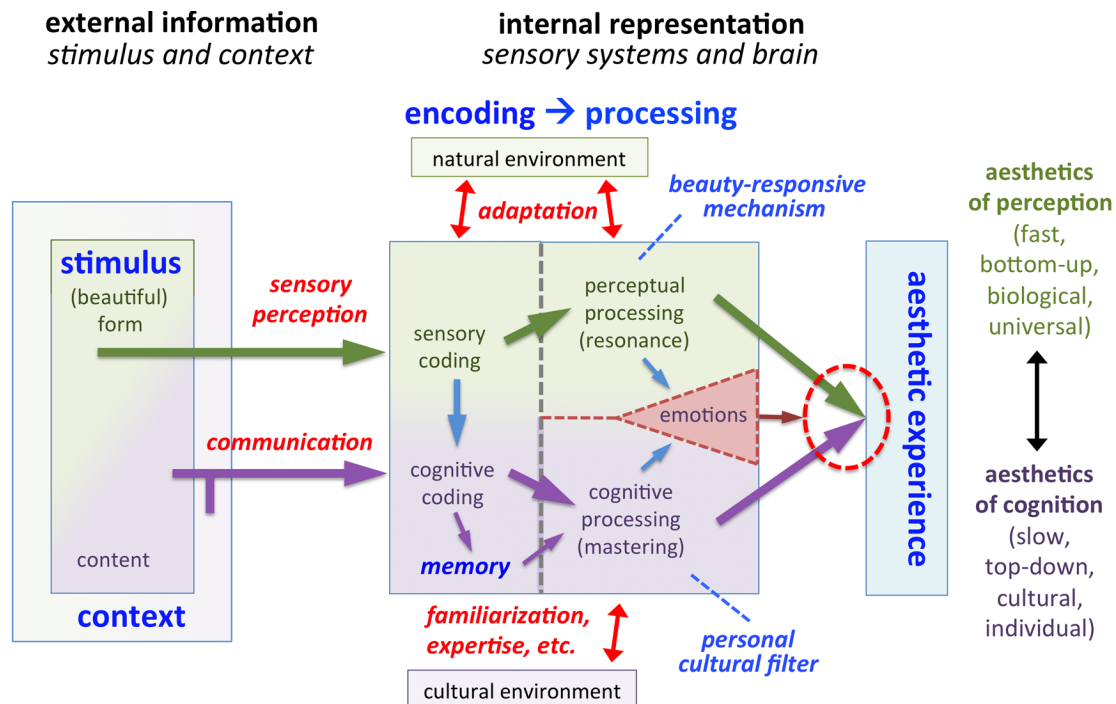 external information
stimulus and context
internal representation
sensory systems and brain
encoding → processing
natural environment
adaptation
beauty-responsive
mechanism
stimulus
(beautiful)
form
sensory
perception
communication
content
context
sensory
coding
perceptual
processing
(resonance)
emotions
cognitive
coding
cognitive
processing
(mastering)
memory
familiarization,
expertise, etc.
personal
cultural filter
cultural environment
aesthetic experience
aesthetics
of perception
(fast,
bottom-up,
biological,
universal)
aesthetics
of cognition
(slow,
top-down,
cultural,
individual)